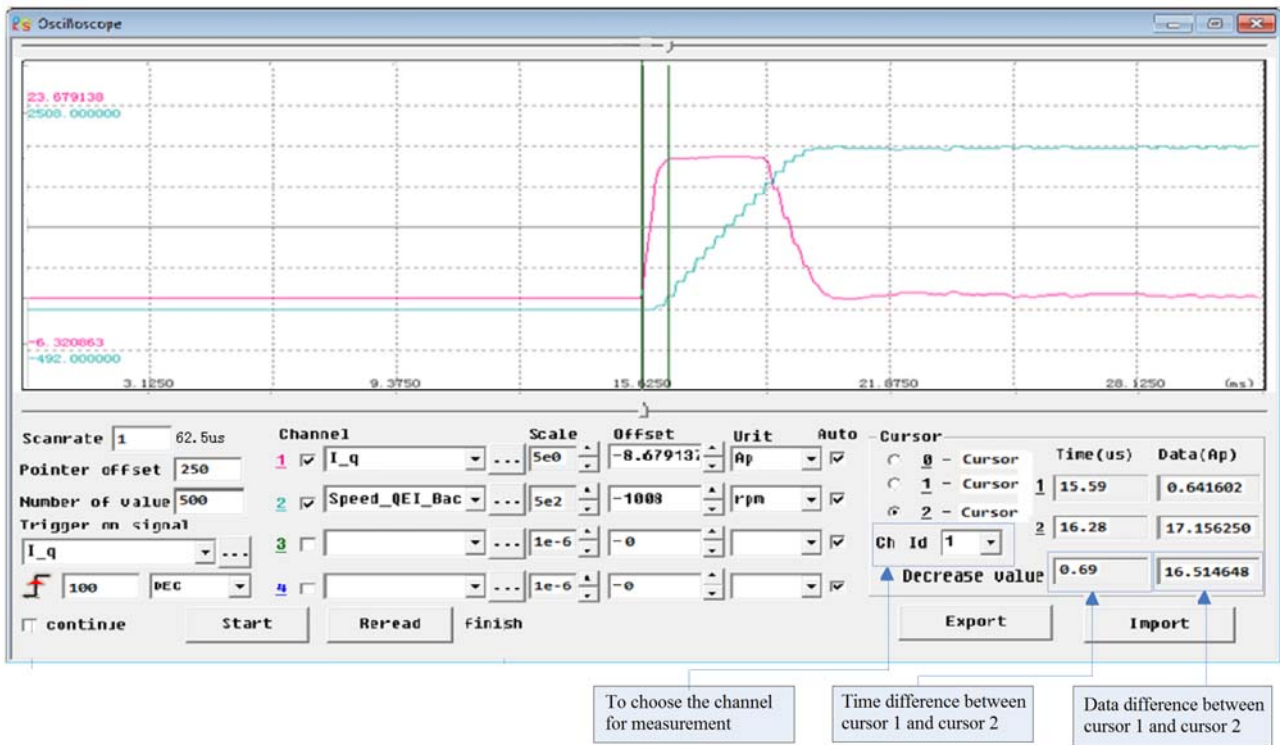 Oscilloscope
23.679138
2508.000000
-6.320863
-492.000000
3.1250 9.3750 15.6250 21.8750 28.1250 (ms)
Scanrate 1 62.5us Channel Scale Offset Unit Auto Cursor
1 I_q ... 5e0 -8.679137 Ap 0 - Cursor Time(us) Data(Ap)
Pointer offset 250
1 - Cursor 1 15.59 0.641602
Number of value 500 2 Speed_QEI_Bac ... 5e2 -1008 rpm
2 - Cursor 2 16.28 17.156250
Trigger on signal
I_q ... 3 ... 1e-6 -0 Ch Id 1
Decrease value 0.69 16.514648
100 DEC 4 ... 1e-6 -0
continue Start Reread finish Export Import
To choose the channel
for measurement
Time difference between
cursor 1 and cursor 2
Data difference between
cursor 1 and cursor 2